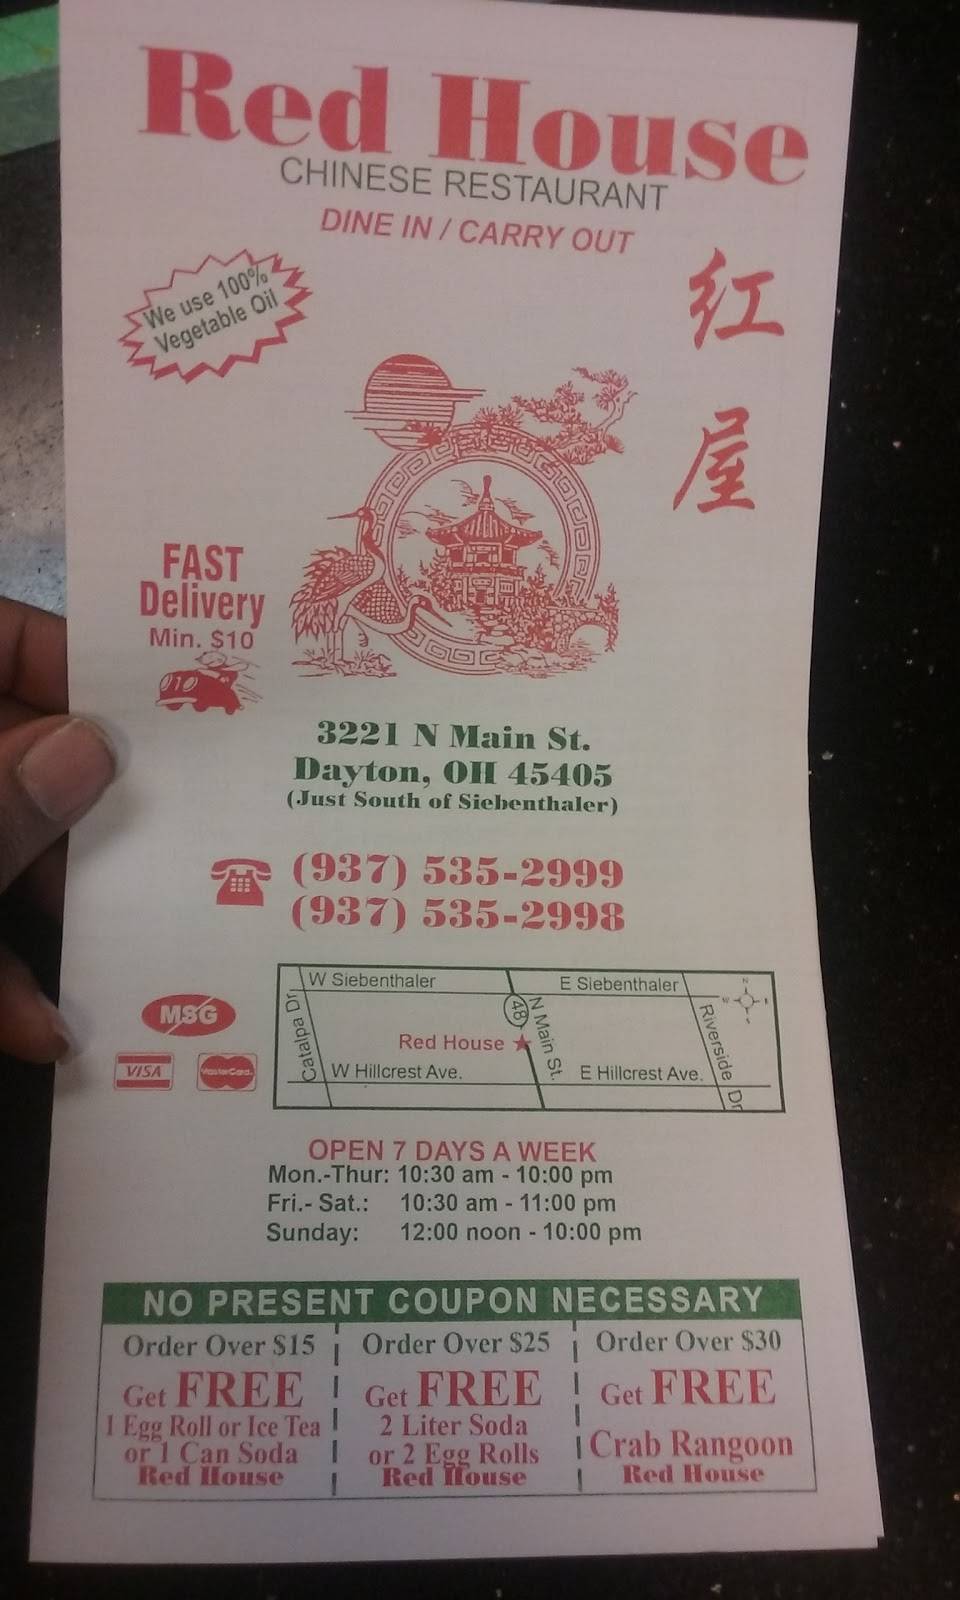 Red House
CHINESE RESTAURANT
DINE IN / CARRY OUT
We use 100%
Vegetable Oil
红
屋
FAST
Delivery
Min. $10
3221 N Main St.
Dayton, OH 45405
(Just South of Siebenthaler)
(937) 535-2999
(937) 535-2998
MSG
VISA
MasterCard
W Siebenthaler
E Siebenthaler
N
W
E
S
Catalpa Dr
48
N Main St.
Riverside Dr
Red House
W Hillcrest Ave.
E Hillcrest Ave.
OPEN 7 DAYS A WEEK
Mon.-Thur: 10:30 am - 10:00 pm
Fri.- Sat.: 10:30 am - 11:00 pm
Sunday: 12:00 noon - 10:00 pm
NO PRESENT COUPON NECESSARY
Order Over $15
Get FREE
1 Egg Roll or Ice Tea
or 1 Can Soda
Red House
Order Over $25
Get FREE
2 Liter Soda
or 2 Egg Rolls
Red House
Order Over $30
Get FREE
Crab Rangoon
Red House